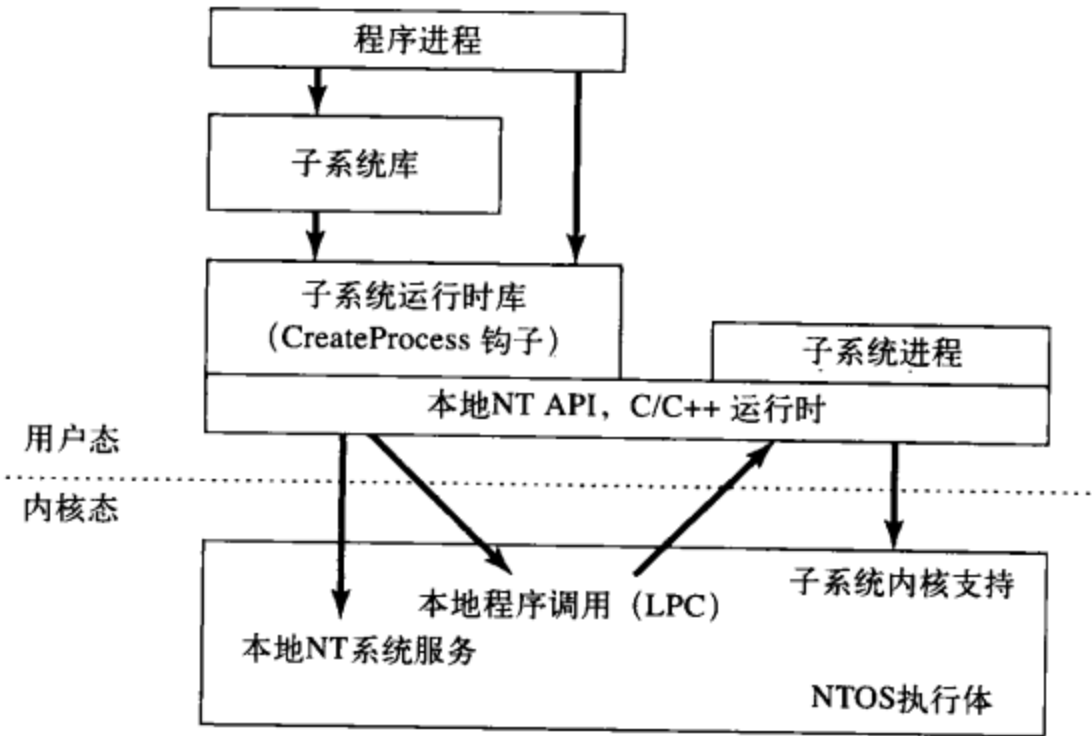 程序进程
子系统库
子系统运行时库
(CreateProcess 钩子)
子系统进程
本地NT API, C/C++ 运行时
用户态
内核态
子系统内核支持
本地程序调用 (LPC)
本地NT系统服务
NTOS执行体